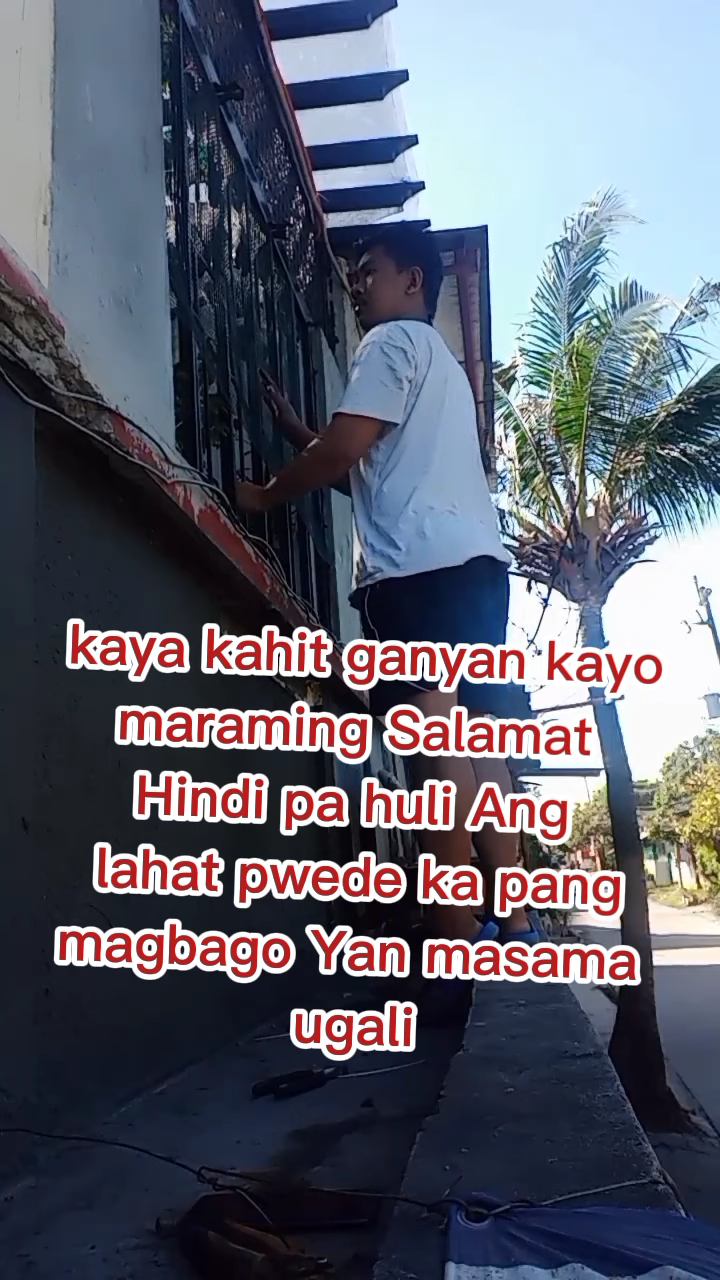 kaya kahit ganyan kayo
maraming Salamat
Hindi pa huli Ang
lahat pwede ka pang
magbago Yan masama
ugali